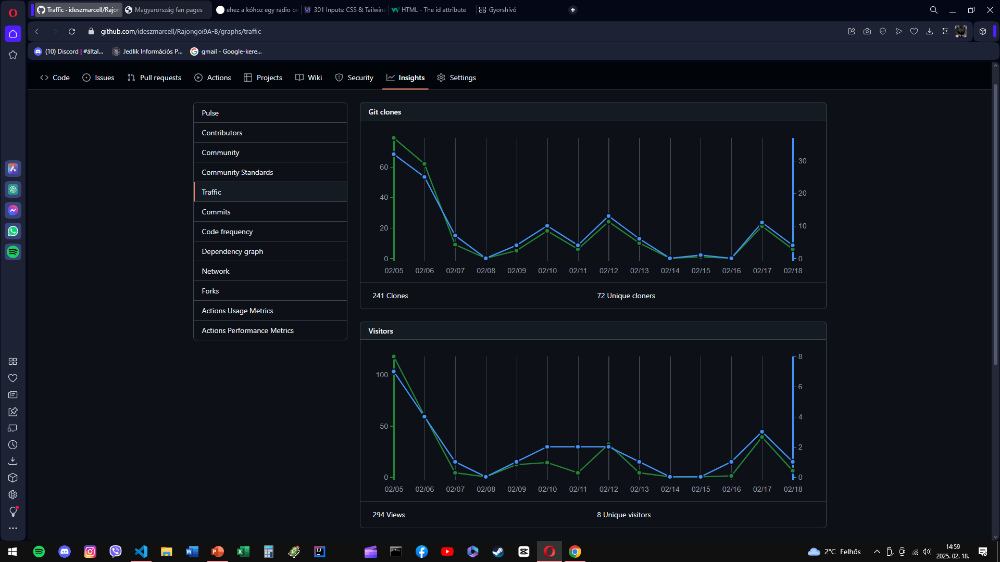 Traffic · ideszmarcell/Rajon
Magyarország fan pages
ehez a kóhoz egy radio bo
301 Inputs: CSS & Tailwind
HTML - The id attribute
Gyorshívó
github.com/ideszmarcell/Rajongoi9A-B/graphs/traffic
(10) Discord | #által...
Jedlik Információs P...
gmail - Google-kere...
Code
Issues
Pull requests
Actions
Projects
Wiki
Security
Insights
Settings
Pulse
Contributors
Community
Community Standards
Traffic
Commits
Code frequency
Dependency graph
Network
Forks
Actions Usage Metrics
Actions Performance Metrics
Git clones
60
40
20
0
30
20
10
0
02/05 02/06 02/07 02/08 02/09 02/10 02/11 02/12 02/13 02/14 02/15 02/16 02/17 02/18
241 Clones
72 Unique cloners
Visitors
100
50
0
8
6
4
2
0
02/05 02/06 02/07 02/08 02/09 02/10 02/11 02/12 02/13 02/14 02/15 02/16 02/17 02/18
294 Views
8 Unique visitors
2°C Felhős
14:59
2025. 02. 18.